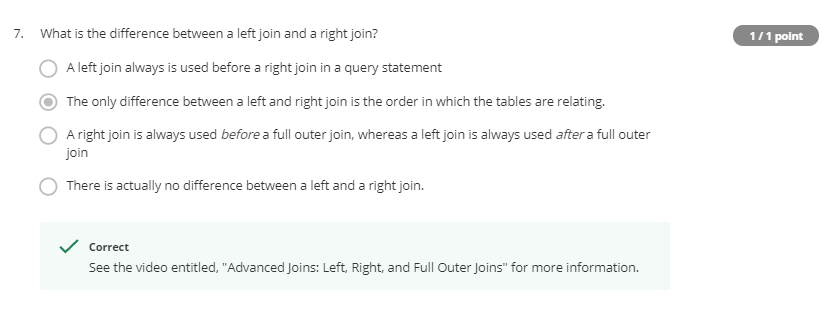 7. What is the difference between a left join and a right join?
1 / 1 point
A left join always is used before a right join in a query statement
The only difference between a left and right join is the order in which the tables are relating.
A right join is always used before a full outer join, whereas a left join is always used after a full outer
join
There is actually no difference between a left and a right join.
Correct
See the video entitled, "Advanced Joins: Left, Right, and Full Outer Joins" for more information.